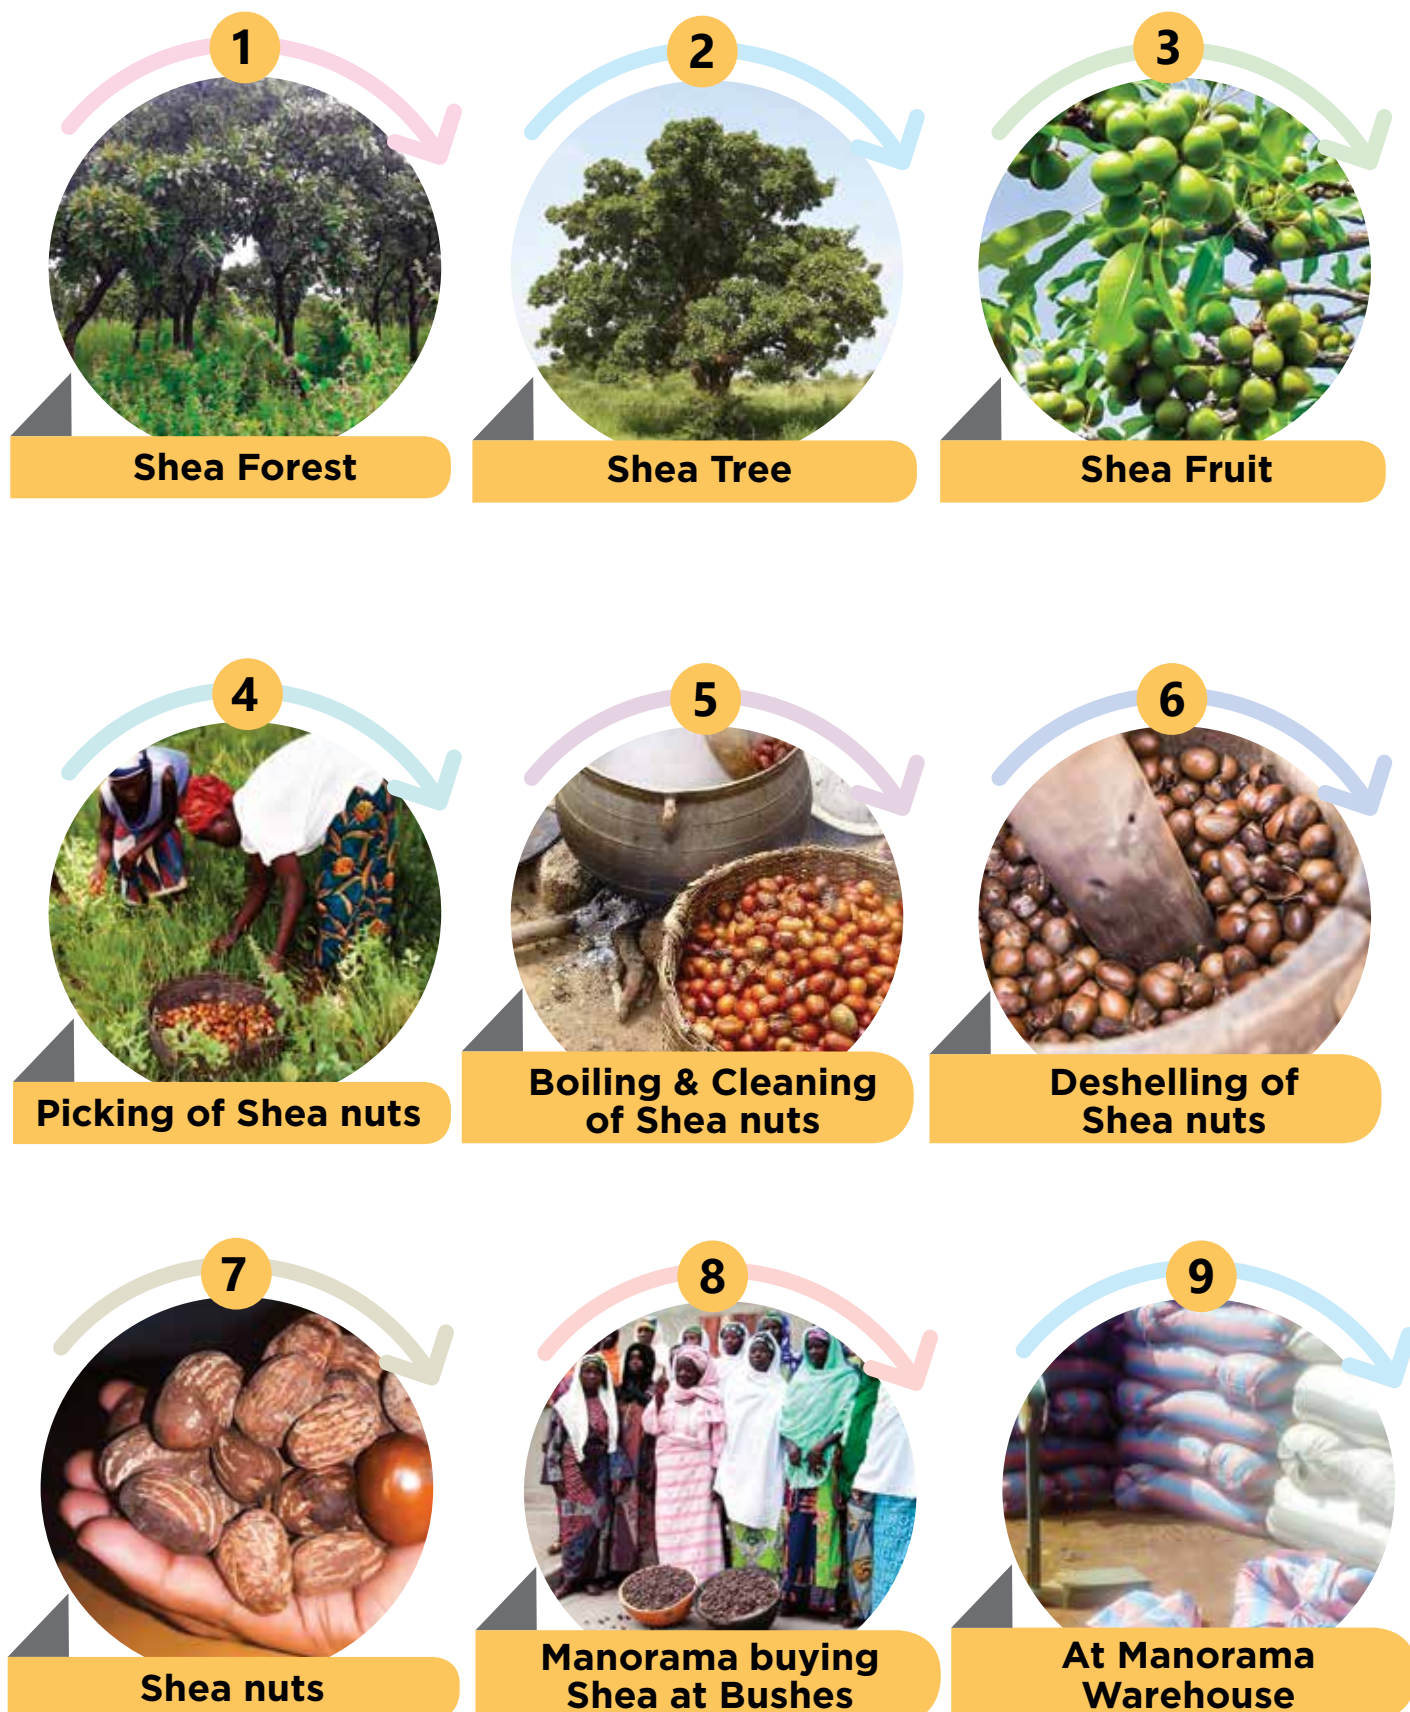 1
2
3
Shea Forest
Shea Tree
Shea Fruit
4
5
6
Picking of Shea nuts
Boiling & Cleaning
of Shea nuts
Deshelling of
Shea nuts
7
8
9
Shea nuts
Manorama buying
Shea at Bushes
At Manorama
Warehouse